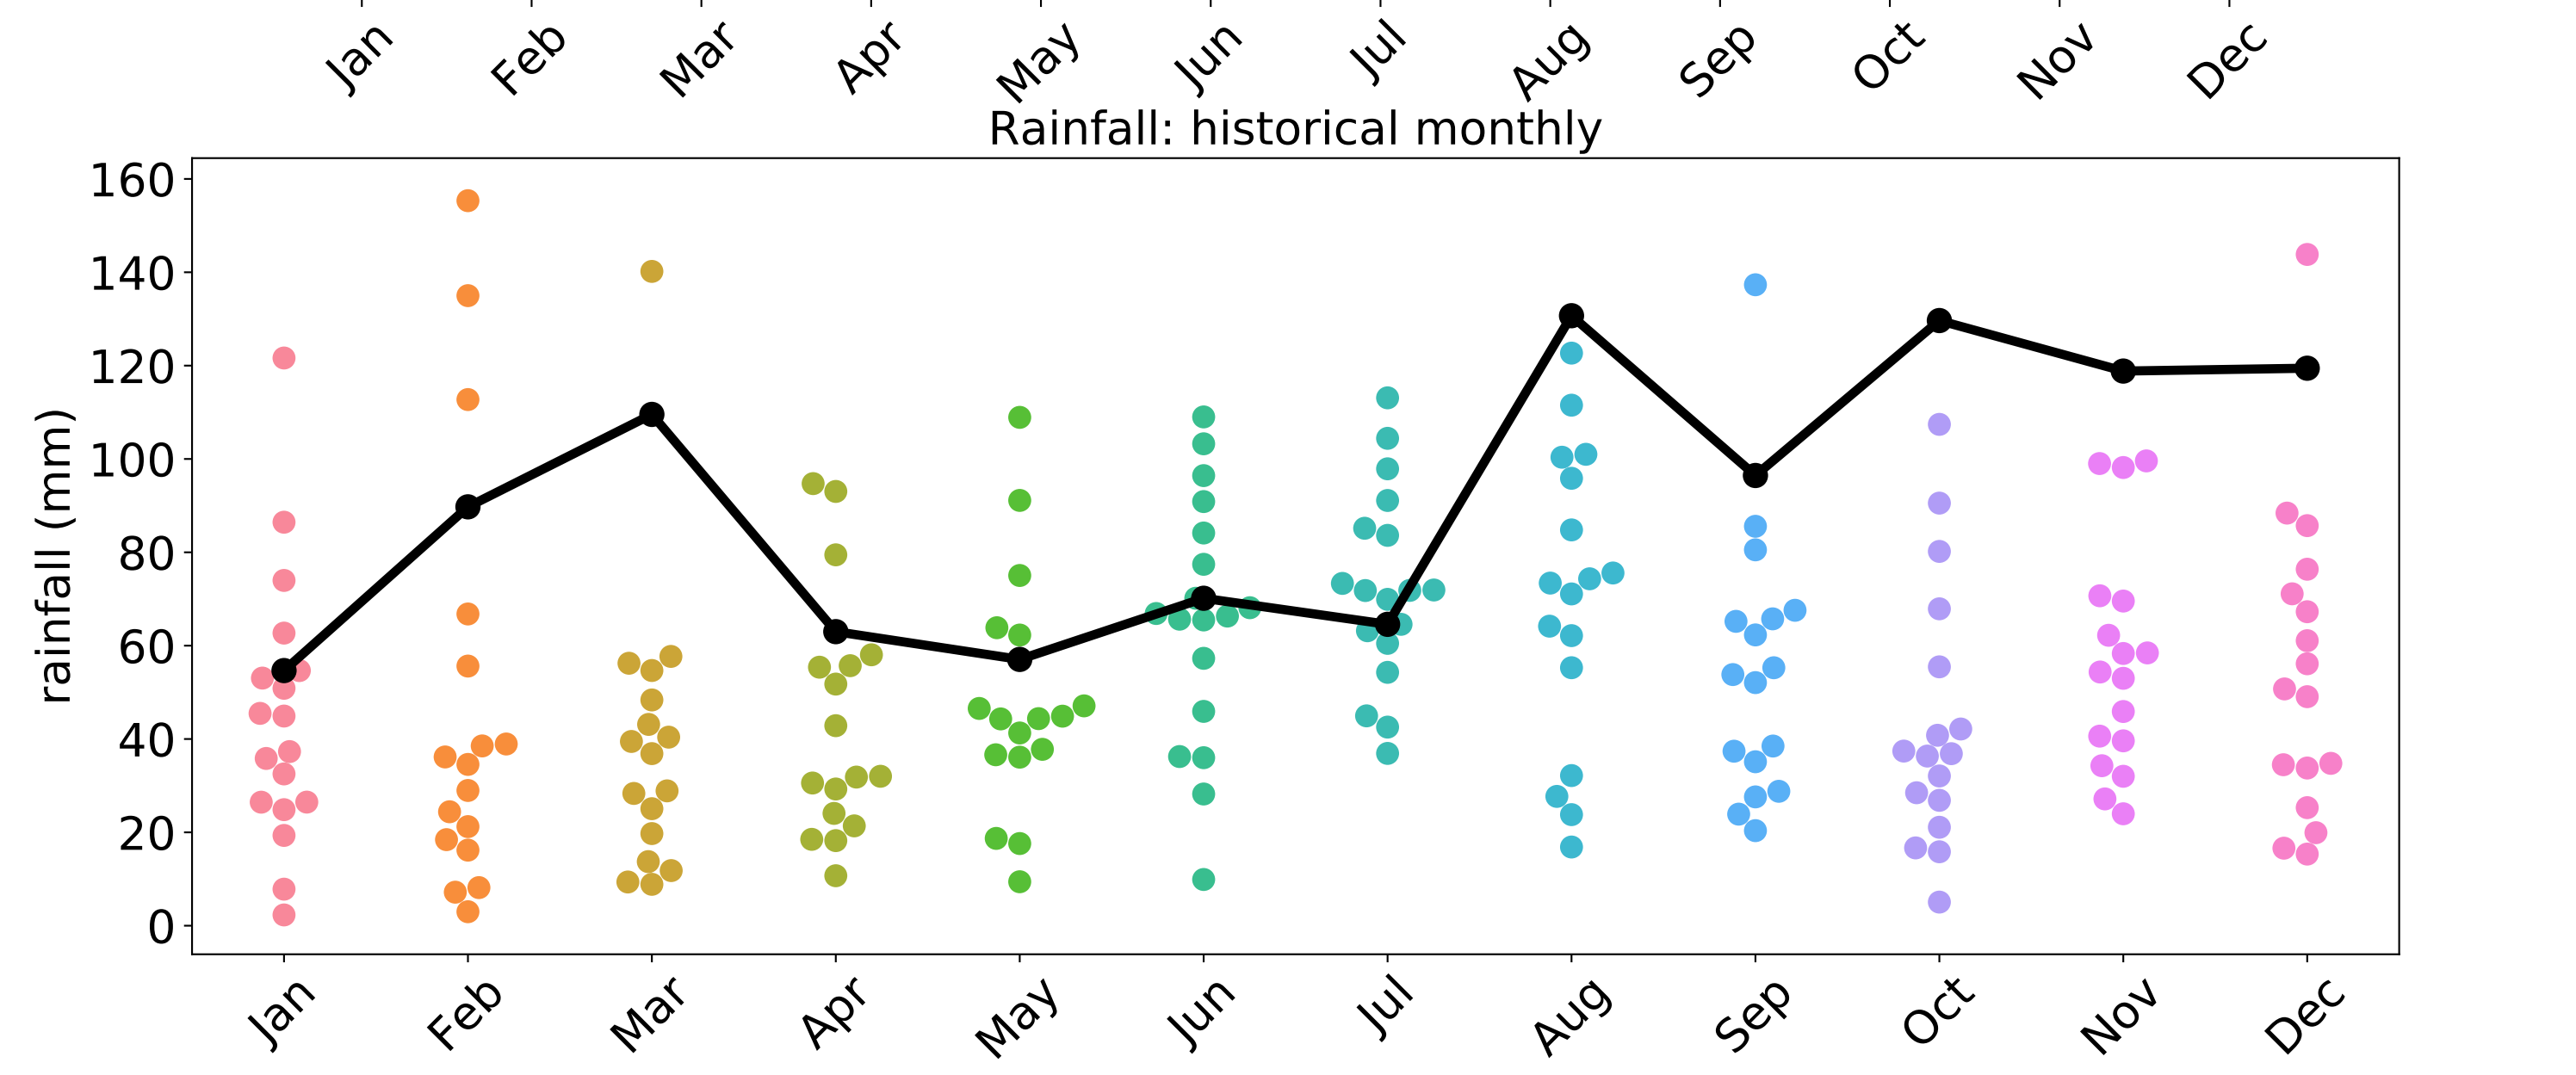 Jan Feb Mar Apr May Jun Jul Aug Sep Oct Nov Dec
Rainfall: historical monthly
rainfall (mm)
160
140
120
100
80
60
40
20
0
Jan Feb Mar Apr May Jun Jul Aug Sep Oct Nov Dec